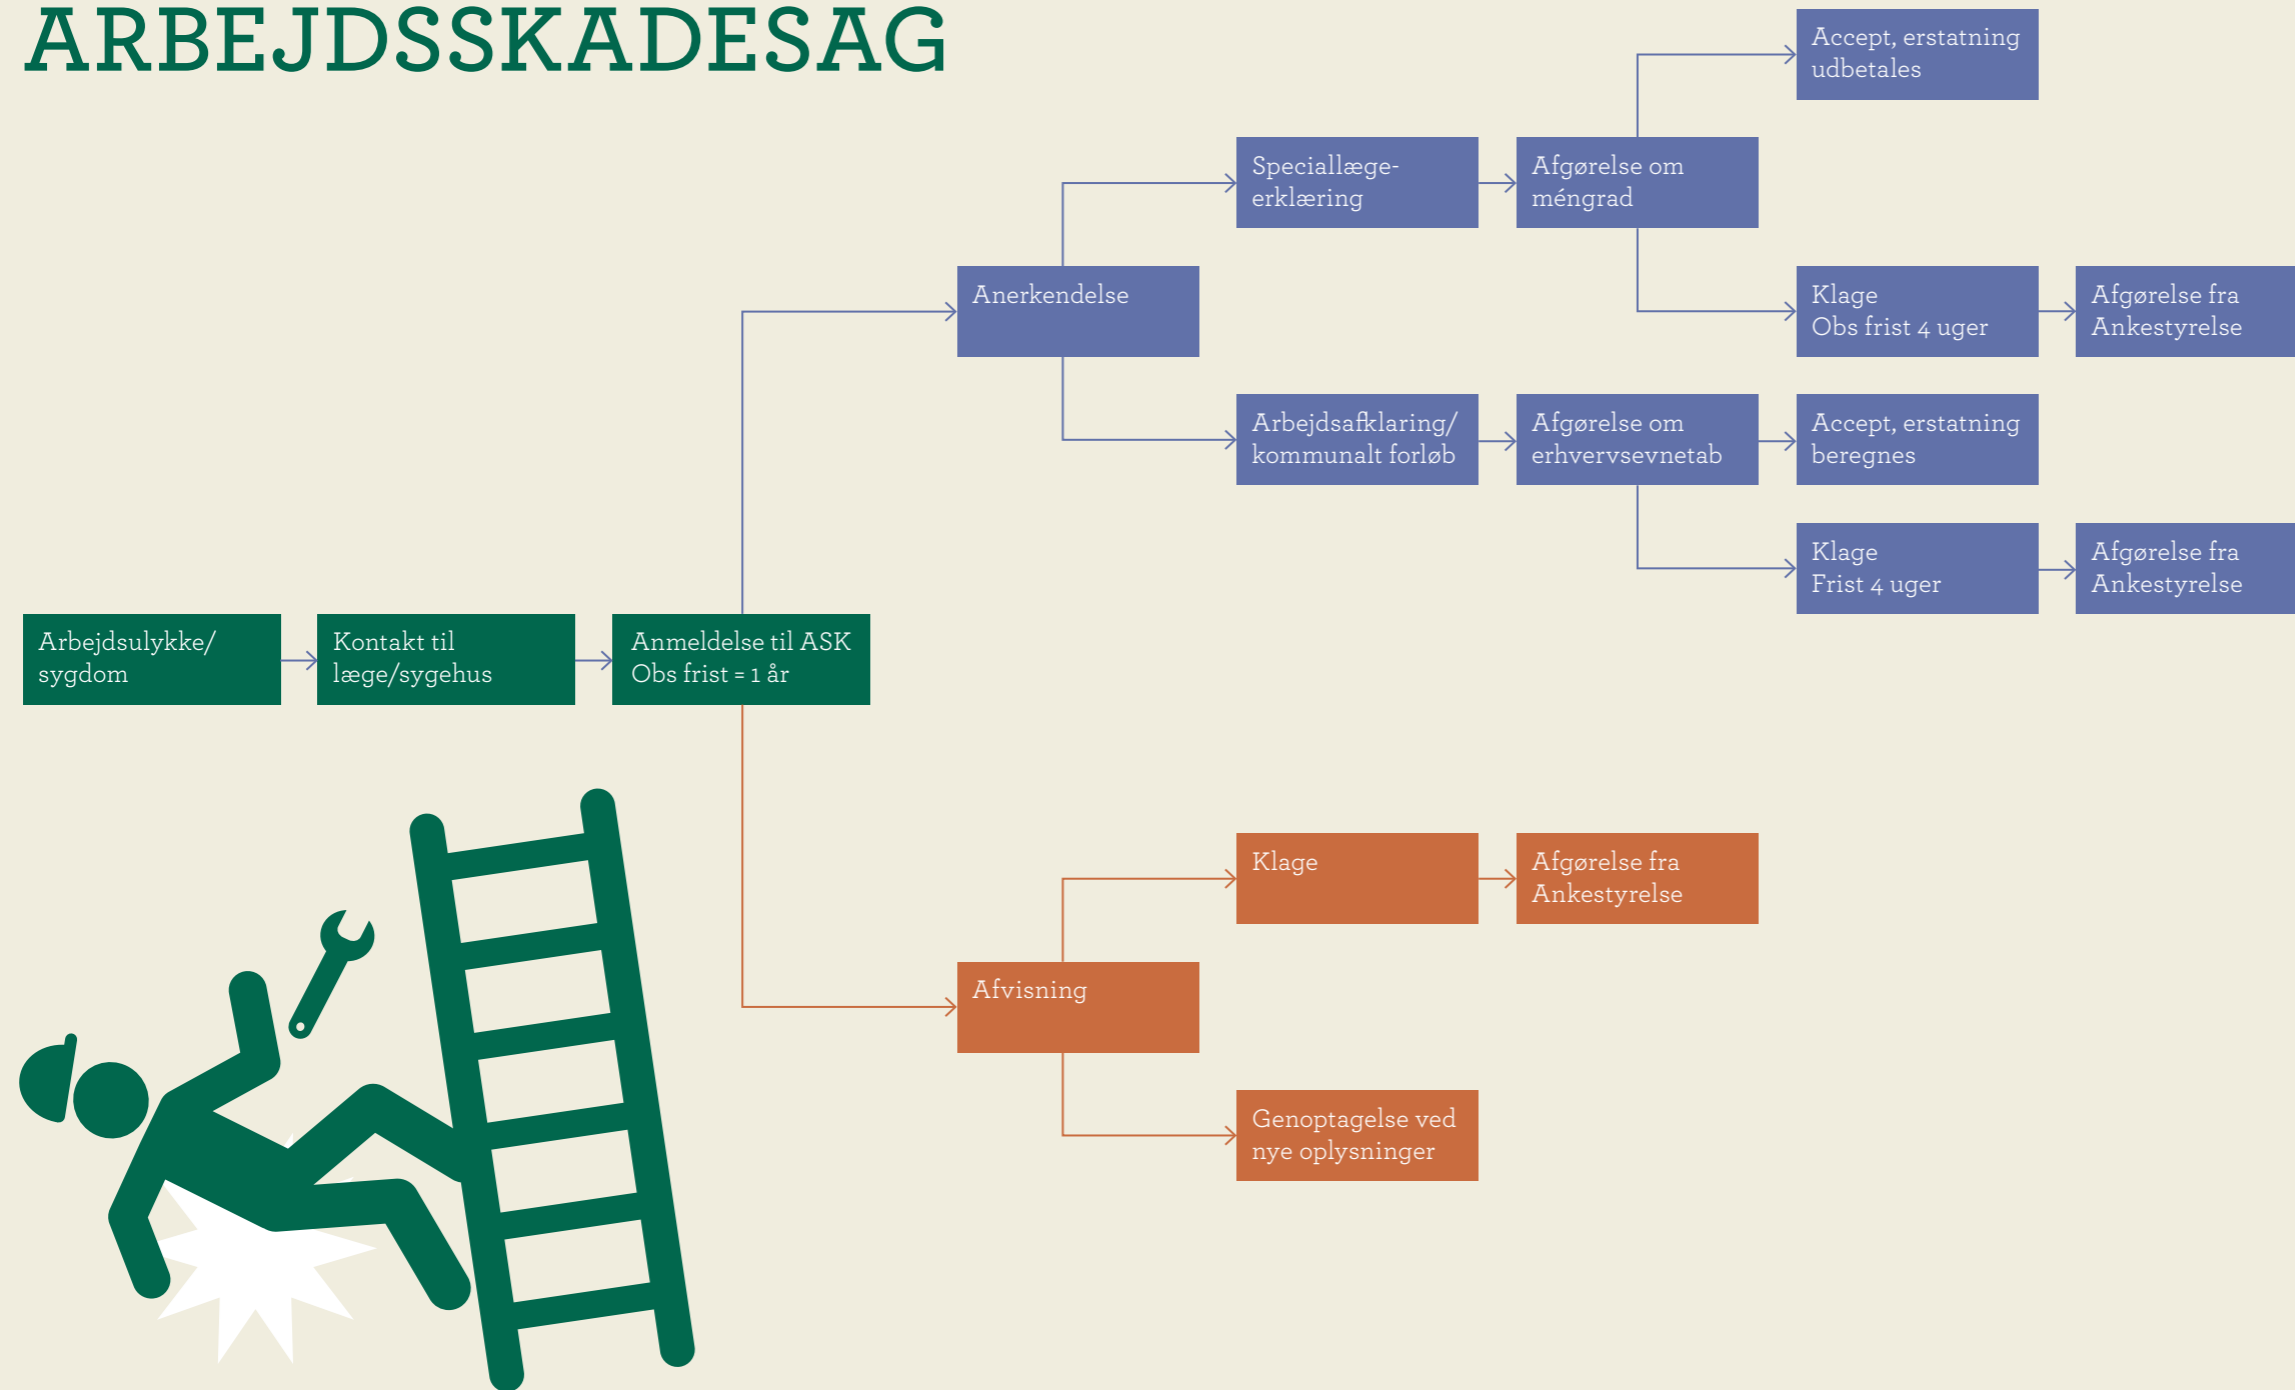 ARBEJDSSKADESAG
Accept, erstatning
udbetales
Speciallæge-
erklæring
Afgørelse om
méngrad
Anerkendelse
Klage
Obs frist 4 uger
Afgørelse fra
Ankestyrelse
Arbejdsafklaring/
kommunalt forløb
Afgørelse om
erhvervsevnetab
Accept, erstatning
beregnes
Klage
Frist 4 uger
Afgørelse fra
Ankestyrelse
Arbejdsulykke/
sygdom
Kontakt til
læge/sygehus
Anmeldelse til ASK
Obs frist = 1 år
Klage
Afgørelse fra
Ankestyrelse
Afvisning
Genoptagelse ved
nye oplysninger